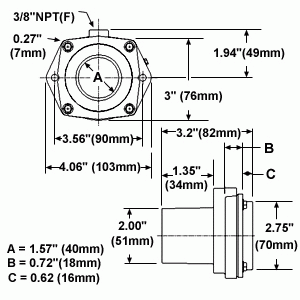 3/8"NPT(F)
0.27"
(7mm)
A
1.94"(49mm)
3" (76mm)
3.56"(90mm)
3.2"(82mm)
4.06" (103mm)
1.35"
(34mm)
B
C
2.00"
(51mm)
2.75"
(70mm)
A = 1.57" (40mm)
B = 0.72"(18mm)
C = 0.62 (16mm)